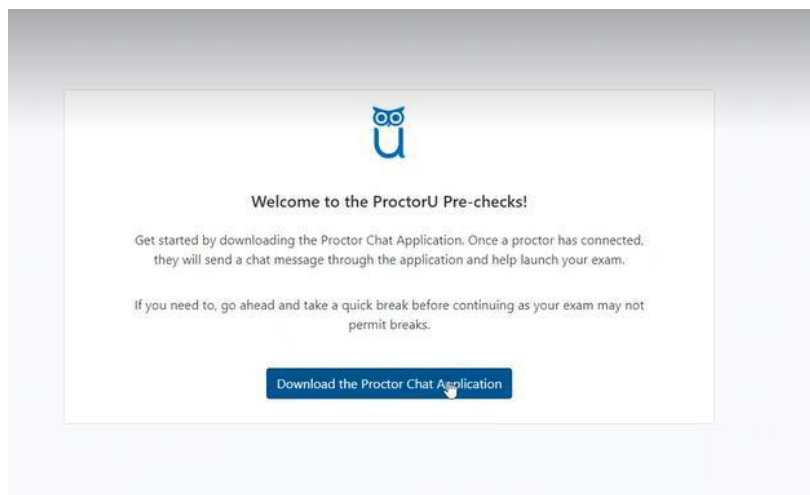 Welcome to the ProctorU Pre-checks!
Get started by downloading the Proctor Chat Application. Once a proctor has connected,
they will send a chat message through the application and help launch your exam.
If you need to, go ahead and take a quick break before continuing as your exam may not
permit breaks.
Download the Proctor Chat Application